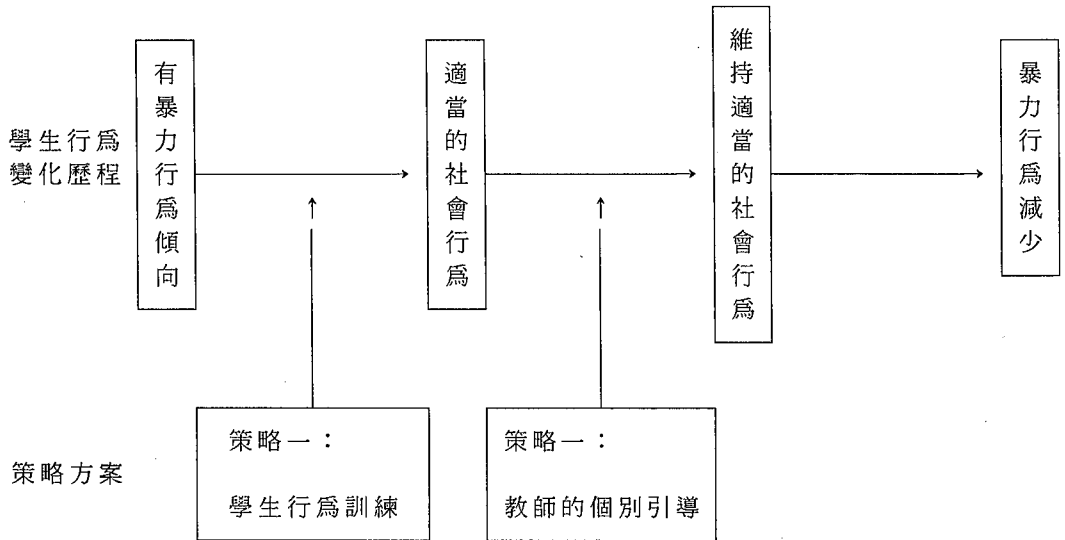 學生行爲
變化歷程
有暴力行爲傾向
適當的社會行爲
維持適當的社會行爲
暴力行爲減少
策略方案
策略一：
學生行爲訓練
策略一：
教師的個別引導